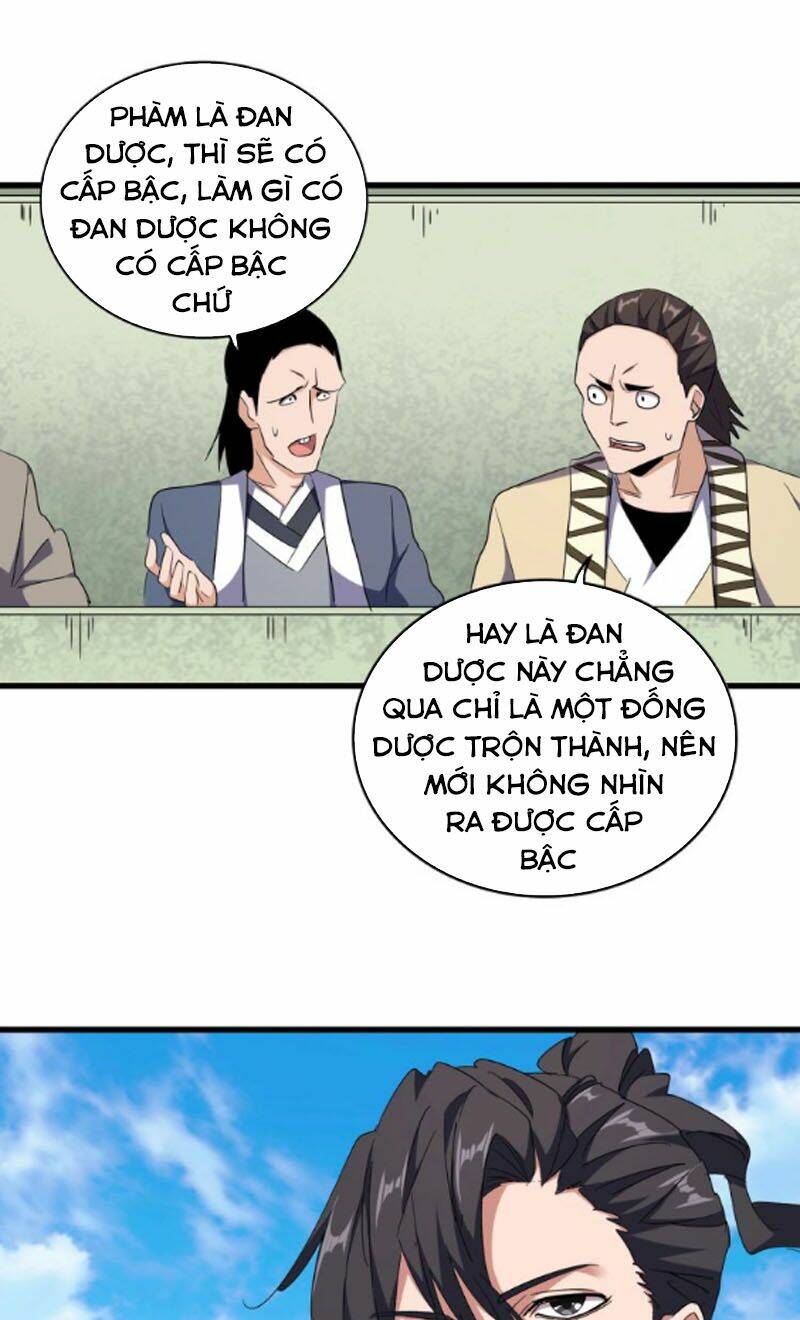 PHÀM LÀ ĐAN
DƯỢC, THÌ SẼ CÓ
CẤP BẬC, LÀM GÌ CÓ
ĐAN DƯỢC KHÔNG
CÓ CẤP BẬC
CHỨ
HAY LÀ ĐAN
DƯỢC NÀY CHẲNG
QUA CHỈ LÀ MỘT ĐỐNG
DƯỢC TRỘN THÀNH, NÊN
MỚI KHÔNG NHÌN
RA ĐƯỢC CẤP
BẬC